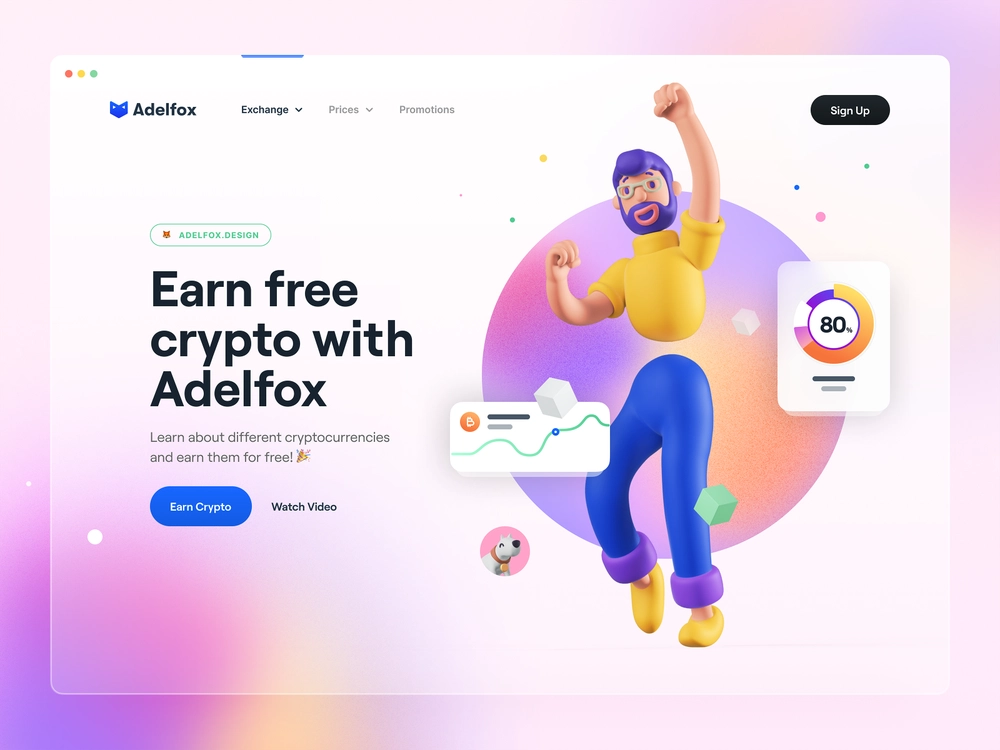 Adelfox
Exchange
Prices
Promotions
Sign Up
ADELFOX.DESIGN
Earn free
crypto with
Adelfox
Learn about different cryptocurrencies
and earn them for free! 🎉
Earn Crypto
Watch Video
80%